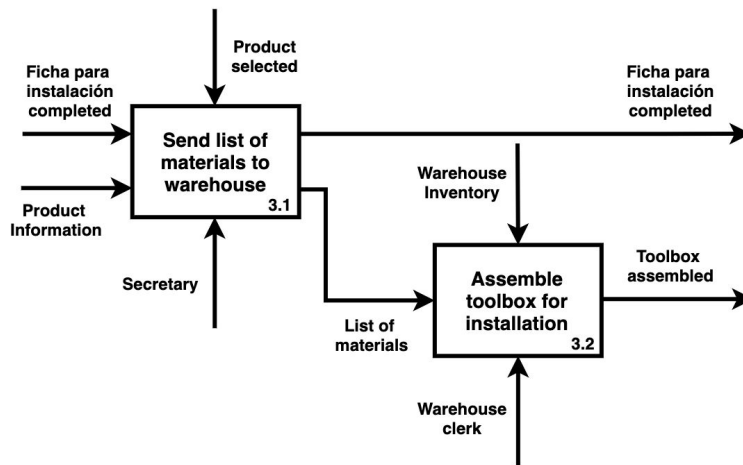 Product
selected
Ficha para
instalación
completed
Ficha para
instalación
completed
Send list of
materials to
warehouse
3.1
Warehouse
Inventory
Product
Information
Secretary
Assemble
toolbox for
installation
3.2
Toolbox
assembled
List of
materials
Warehouse
clerk